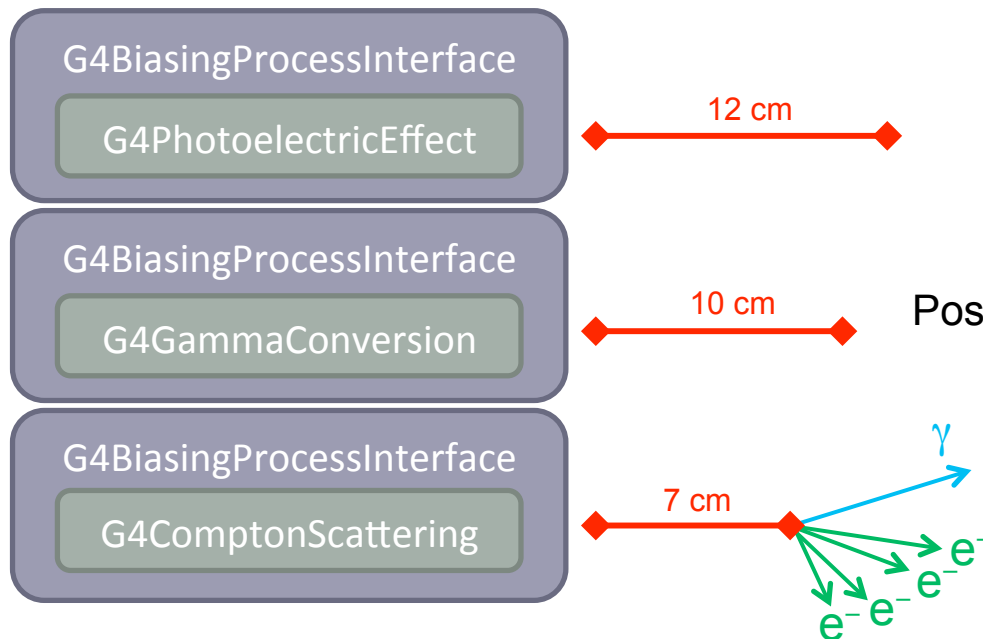 G4BiasingProcessInterface
G4PhotoelectricEffect
12 cm
G4BiasingProcessInterface
G4GammaConversion
10 cm
Pos
G4BiasingProcessInterface
G4ComptonScattering
7 cm
γ
e⁻
e⁻
e⁻
e⁻